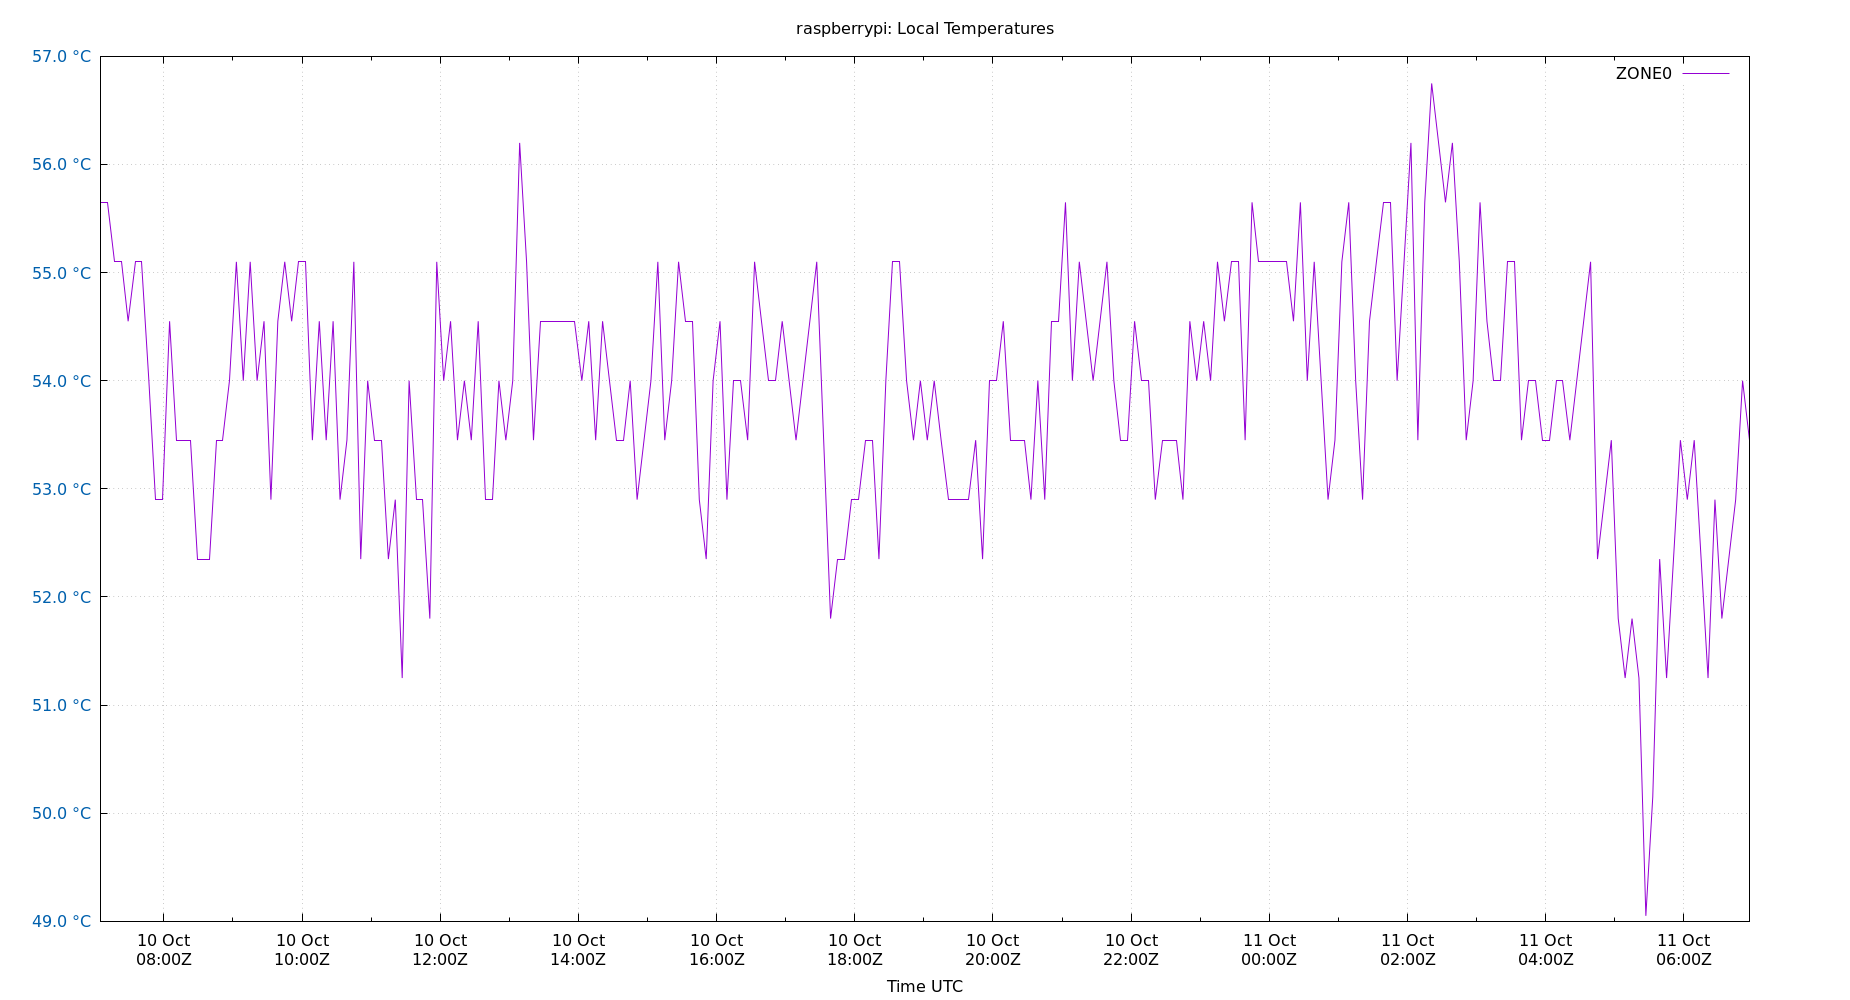 raspberrypi: Local Temperatures
57.0 °C
ZONE0
56.0 °C
55.0 °C
54.0 °C
53.0 °C
52.0 °C
51.0 °C
50.0 °C
49.0 °C
10 Oct 10 Oct 10 Oct 10 Oct 10 Oct 10 Oct 10 Oct 10 Oct 11 Oct 11 Oct 11 Oct 11 Oct
08:00Z 10:00Z 12:00Z 14:00Z 16:00Z 18:00Z 20:00Z 22:00Z 00:00Z 02:00Z 04:00Z 06:00Z
Time UTC